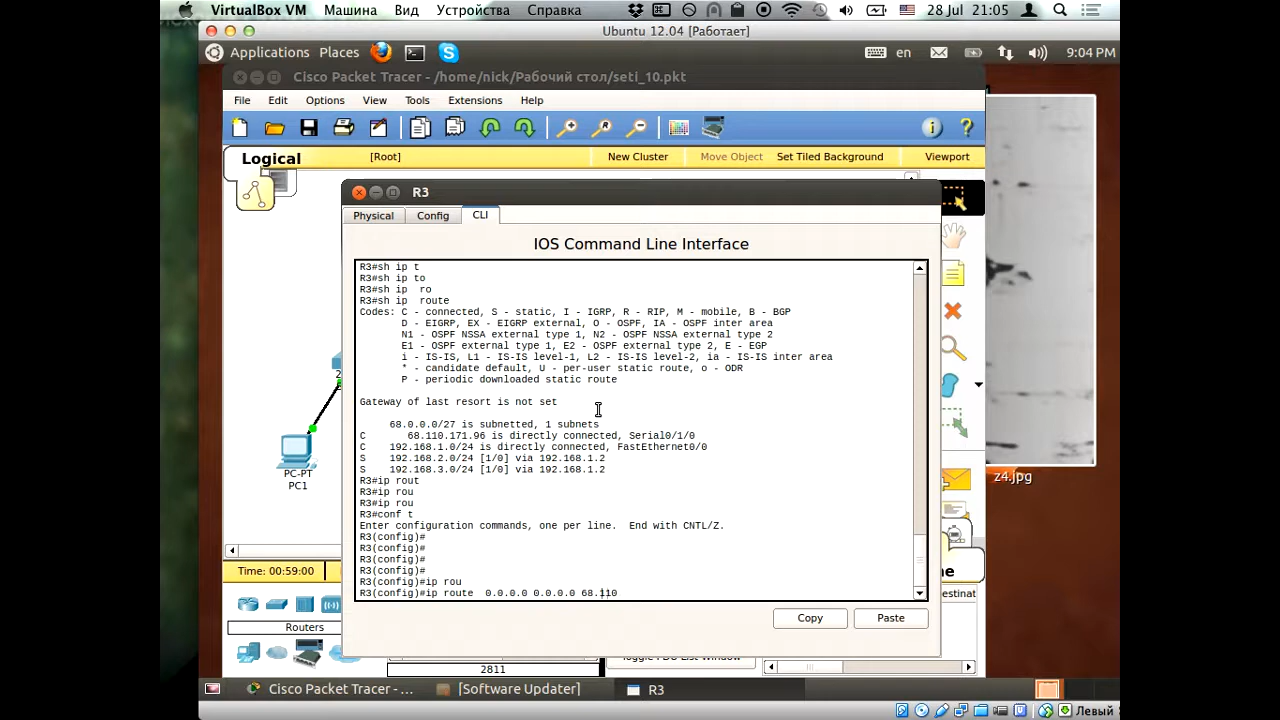 VirtualBox VM Машина Вид Устройства Справка 28 Jul 21:05
Ubuntu 12.04 [Работает]
Applications Places en 9:04 PM
Cisco Packet Tracer - /home/nick/Рабочий стол/seti_10.pkt
File Edit Options View Tools Extensions Help
Logical [Root] New Cluster Move Object Set Tiled Background Viewport
R3
Physical Config CLI
IOS Command Line Interface
R3#sh ip t
R3#sh ip to
R3#sh ip  ro
R3#sh ip  route
Codes: C - connected, S - static, I - IGRP, R - RIP, M - mobile, B - BGP
D - EIGRP, EX - EIGRP external, O - OSPF, IA - OSPF inter area
N1 - OSPF NSSA external type 1, N2 - OSPF NSSA external type 2
E1 - OSPF external type 1, E2 - OSPF external type 2, E - EGP
i - IS-IS, L1 - IS-IS level-1, L2 - IS-IS level-2, ia - IS-IS inter area
* - candidate default, U - per-user static route, o - ODR
P - periodic downloaded static route
Gateway of last resort is not set
68.0.0.0/27 is subnetted, 1 subnets
C 68.110.171.96 is directly connected, Serial0/1/0
C 192.168.1.0/24 is directly connected, FastEthernet0/0
S 192.168.2.0/24 [1/0] via 192.168.1.2
S 192.168.3.0/24 [1/0] via 192.168.1.2
R3#ip rout
R3#ip rou
R3#ip rou
R3#conf t
Enter configuration commands, one per line.  End with CNTL/Z.
R3(config)#
R3(config)#
R3(config)#
R3(config)#
R3(config)#ip rou
R3(config)#ip route  0.0.0.0 0.0.0.0 68.110
Copy Paste
PC-PT
PC1
z4.jpg
Time: 00:59:00
Routers
2811
Cisco Packet Tracer - ... [Software Updater] R3
Левый